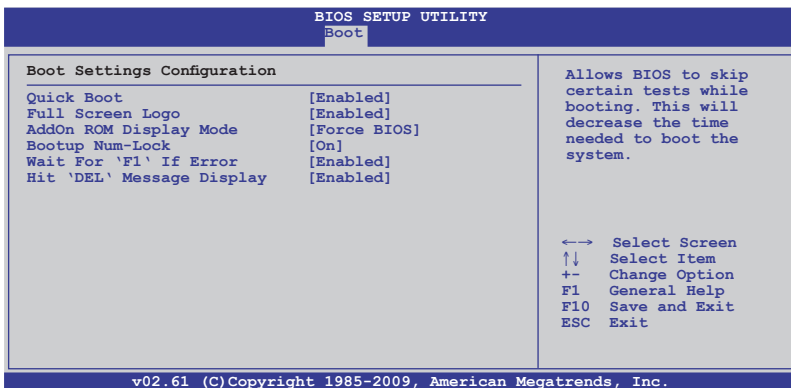 BIOS SETUP UTILITY
Boot
Boot Settings Configuration
Quick Boot [Enabled]
Full Screen Logo [Enabled]
AddOn ROM Display Mode [Force BIOS]
Bootup Num-Lock [On]
Wait For ‘F1‘ If Error [Enabled]
Hit ‘DEL‘ Message Display [Enabled]
Allows BIOS to skip
certain tests while
booting. This will
decrease the time
needed to boot the
system.
←→ Select Screen
↑↓ Select Item
+- Change Option
F1 General Help
F10 Save and Exit
ESC Exit
v02.61 (C)Copyright 1985-2009, American Megatrends, Inc.